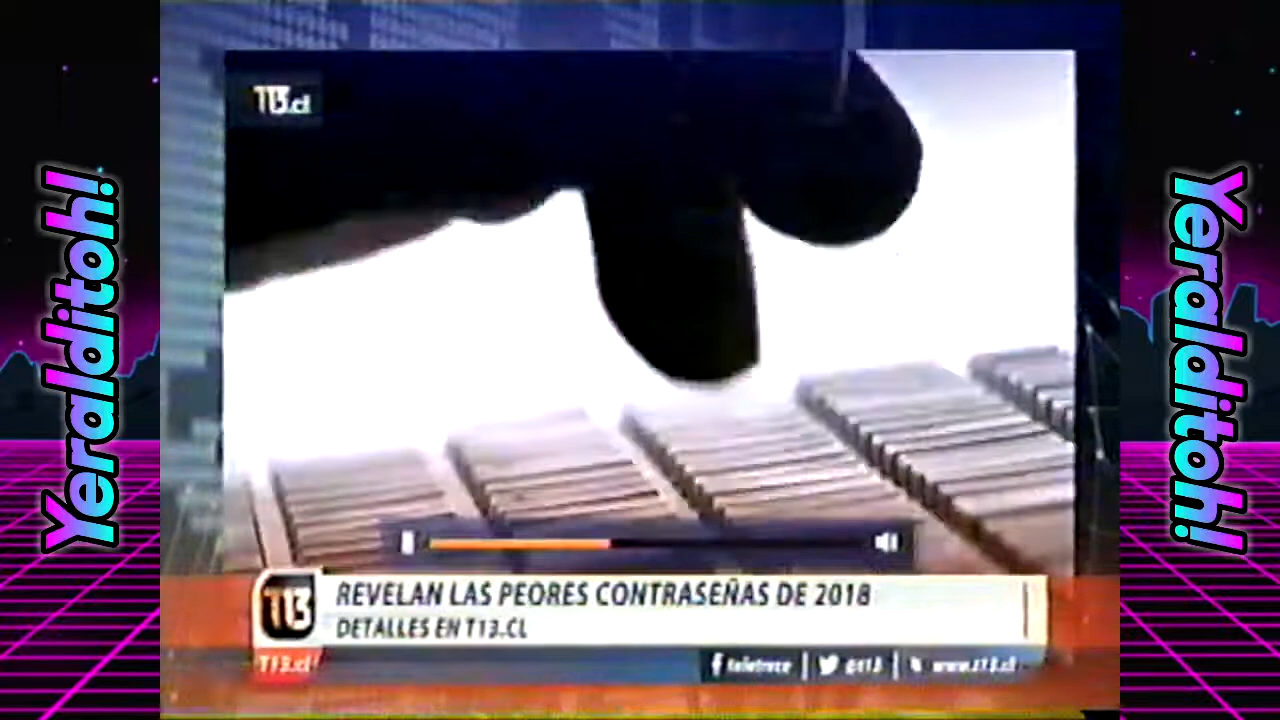 T13.cl
Yeralditoh!
Yeralditoh!
T13
REVELAN LAS PEORES CONTRASEÑAS DE 2018
DETALLES EN T13.CL
T13.cl
teletrece
@t13
www.t13.cl